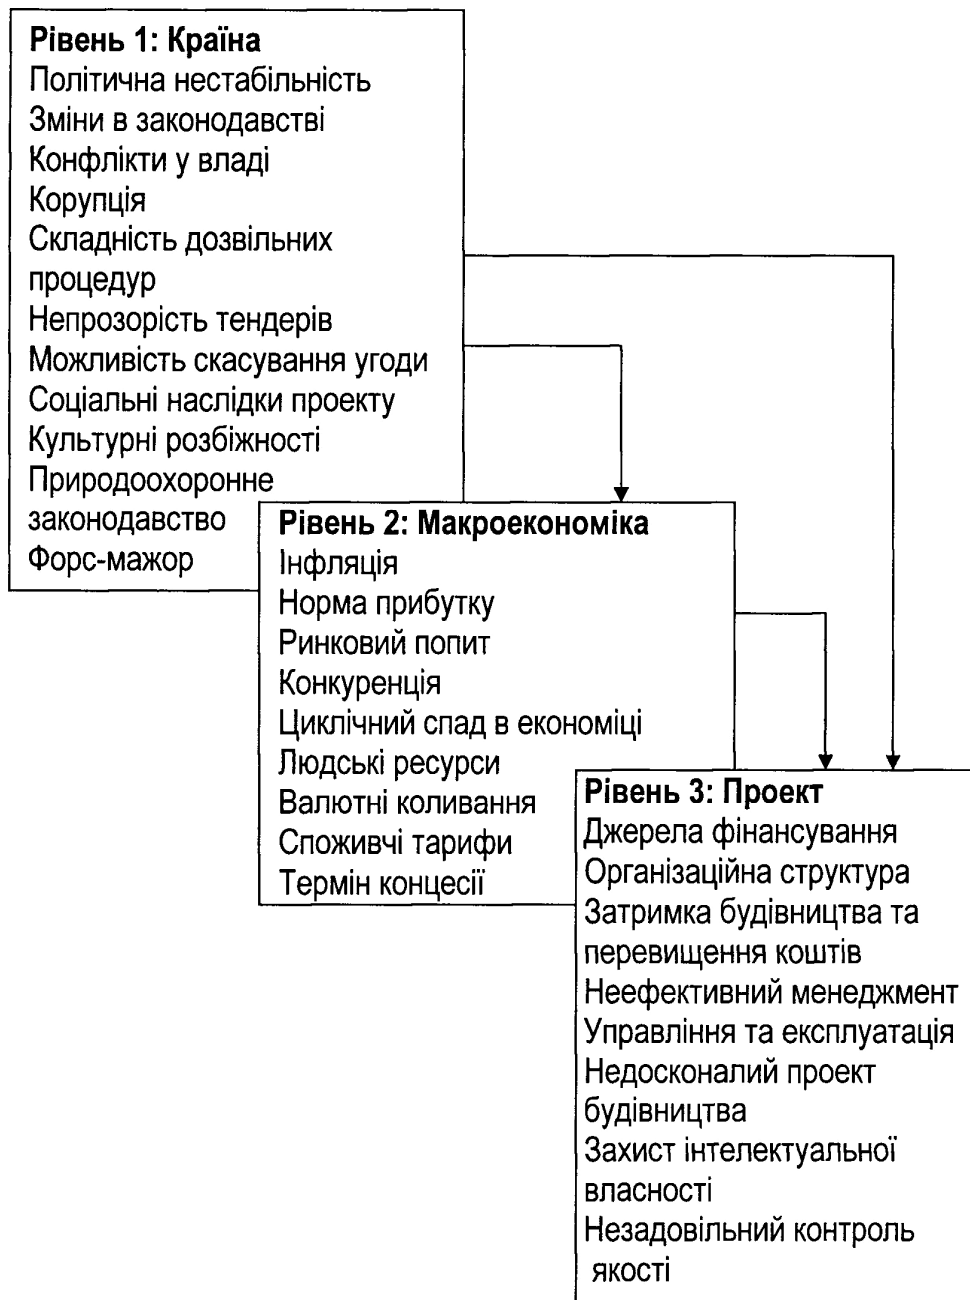 Рівень 1: Країна
Політична нестабільність
Зміни в законодавстві
Конфлікти у владі
Корупція
Складність дозвільних
процедур
Непрозорість тендерів
Можливість скасування угоди
Соціальні наслідки проекту
Культурні розбіжності
Природоохоронне
законодавство
Форс-мажор
Рівень 2: Макроекономіка
Інфляція
Норма прибутку
Ринковий попит
Конкуренція
Циклічний спад в економіці
Людські ресурси
Валютні коливання
Споживчі тарифи
Термін концесії
Рівень 3: Проект
Джерела фінансування
Організаційна структура
Затримка будівництва та
перевищення коштів
Неефективний менеджмент
Управління та експлуатація
Недосконалий проект
будівництва
Захист інтелектуальної
власності
Незадовільний контроль
якості